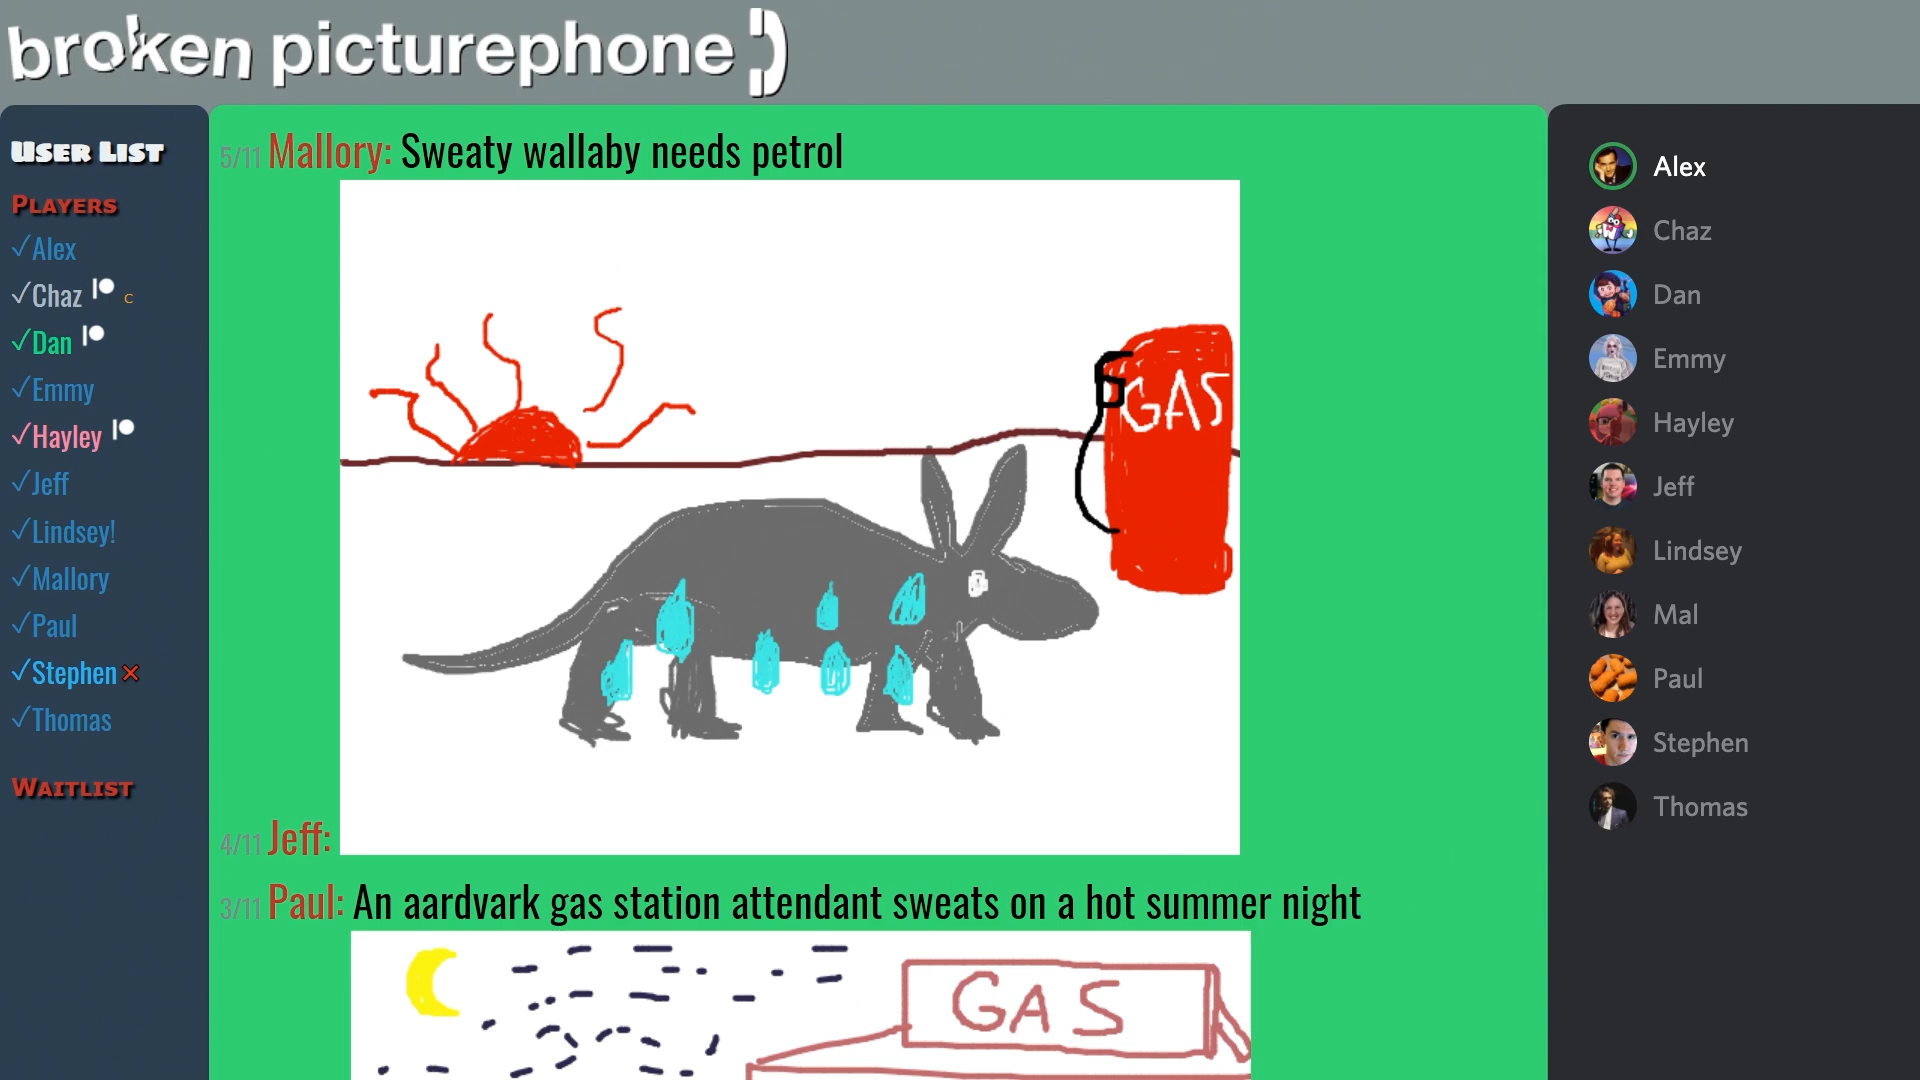 broken picturephone
User List
Players
✓Alex
✓Chaz C
✓Dan
✓Emmy
✓Hayley
✓Jeff
✓Lindsey!
✓Mallory
✓Paul
✓Stephen ✕
✓Thomas
Waitlist
5/11 Mallory: Sweaty wallaby needs petrol
GAS
4/11 Jeff:
3/11 Paul: An aardvark gas station attendant sweats on a hot summer night
GAS
Alex
Chaz
Dan
Emmy
Hayley
Jeff
Lindsey
Mal
Paul
Stephen
Thomas